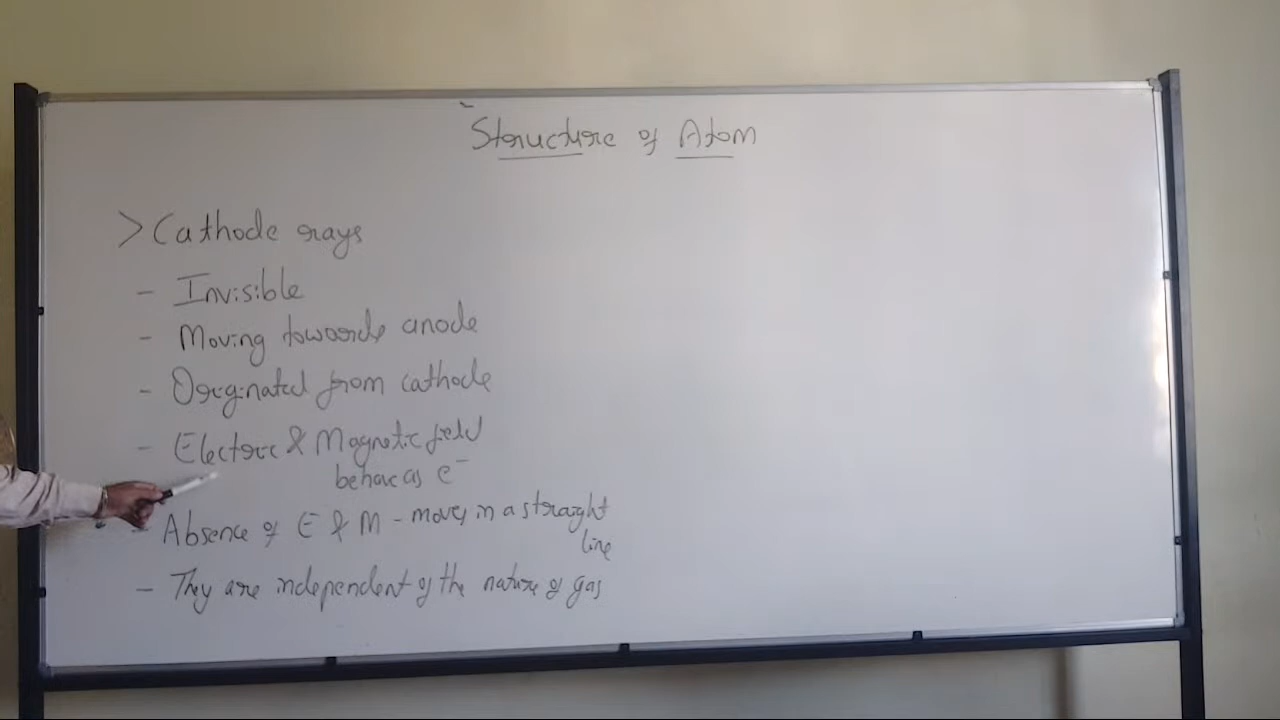 Structure of Atom
> Cathode rays
- Invisible
- Moving towards anode
- Originated from cathode
- Electric & Magnetic field
behave as e⁻
- Absence of E & M - moves in a straight
line
- They are independent of the nature of gas